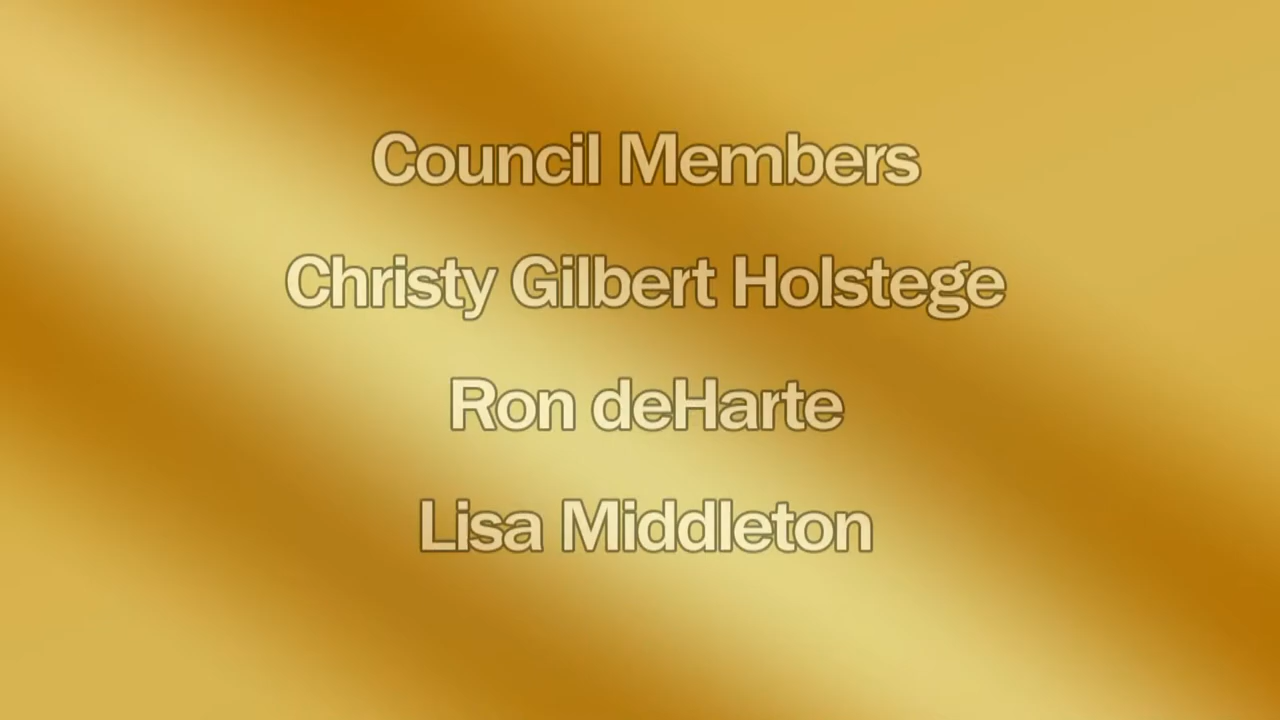 Council Members
Christy Gilbert Holstege
Ron deHarte
Lisa Middleton